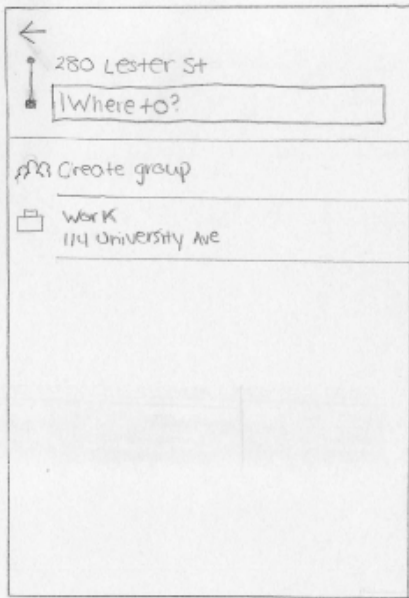 280 Lester St
Where to?
Create group
Work
114 University Ave